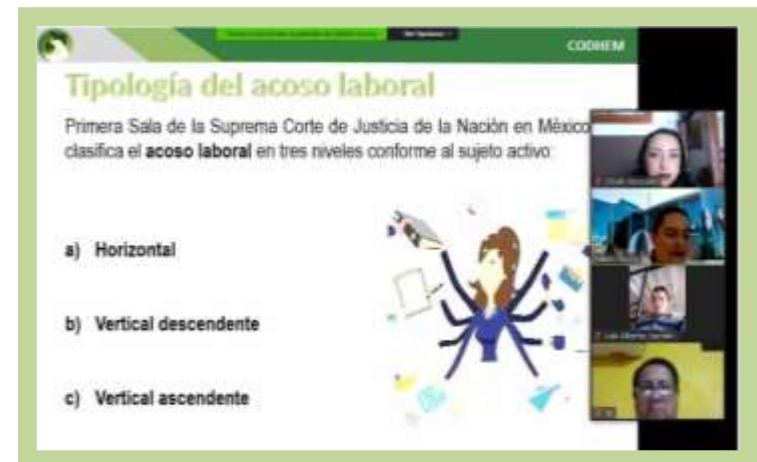 CODHEM
Tipología del acoso laboral
Primera Sala de la Suprema Corte de Justicia de la Nación en México
clasifica el acoso laboral en tres niveles conforme al sujeto activo:
a) Horizontal
b) Vertical descendente
c) Vertical ascendente